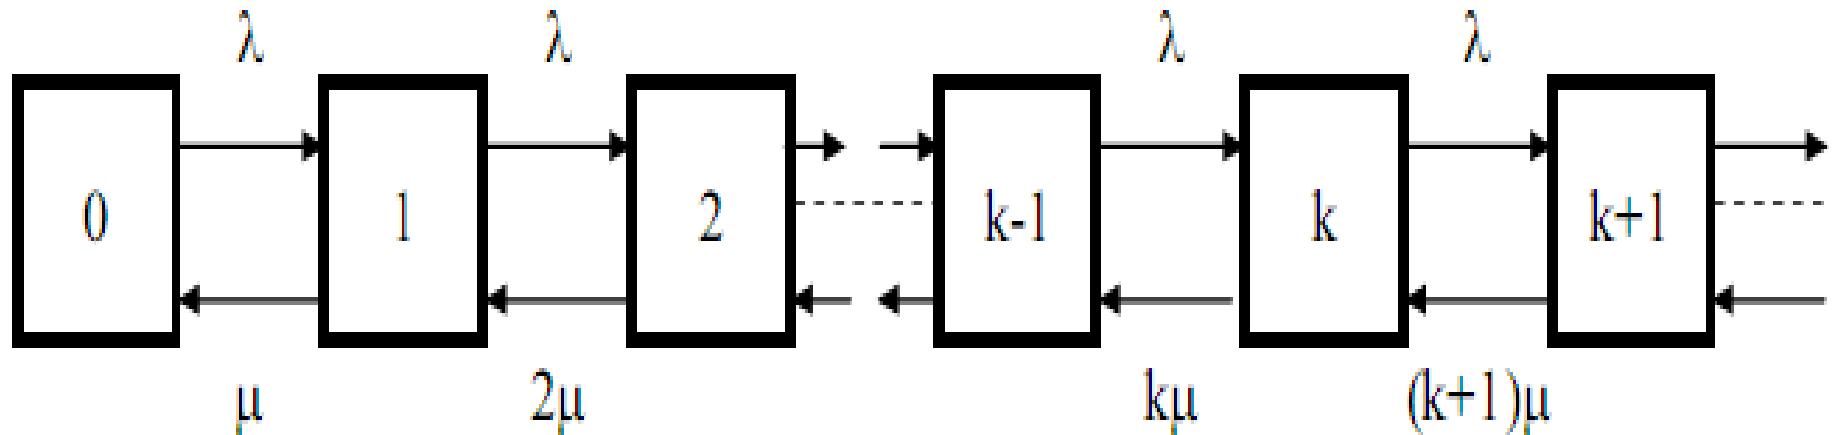 λ λ λ λ
0 1 2 k-1 k k+1
μ 2μ kμ (k+1)μ